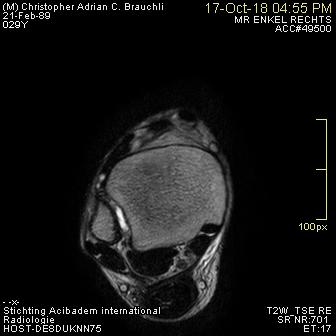 (M) Christopher Adrian C. Brauchli
21-Feb-89
029Y
17-Oct-18 04:55 PM
MR ENKEL RECHTS
ACC#49500
100px
--x-
Stichting Acibadem international
Radiologie
HOST-DE8DUKNN75
T2W_TSE RE
SR NR:701
ET:17